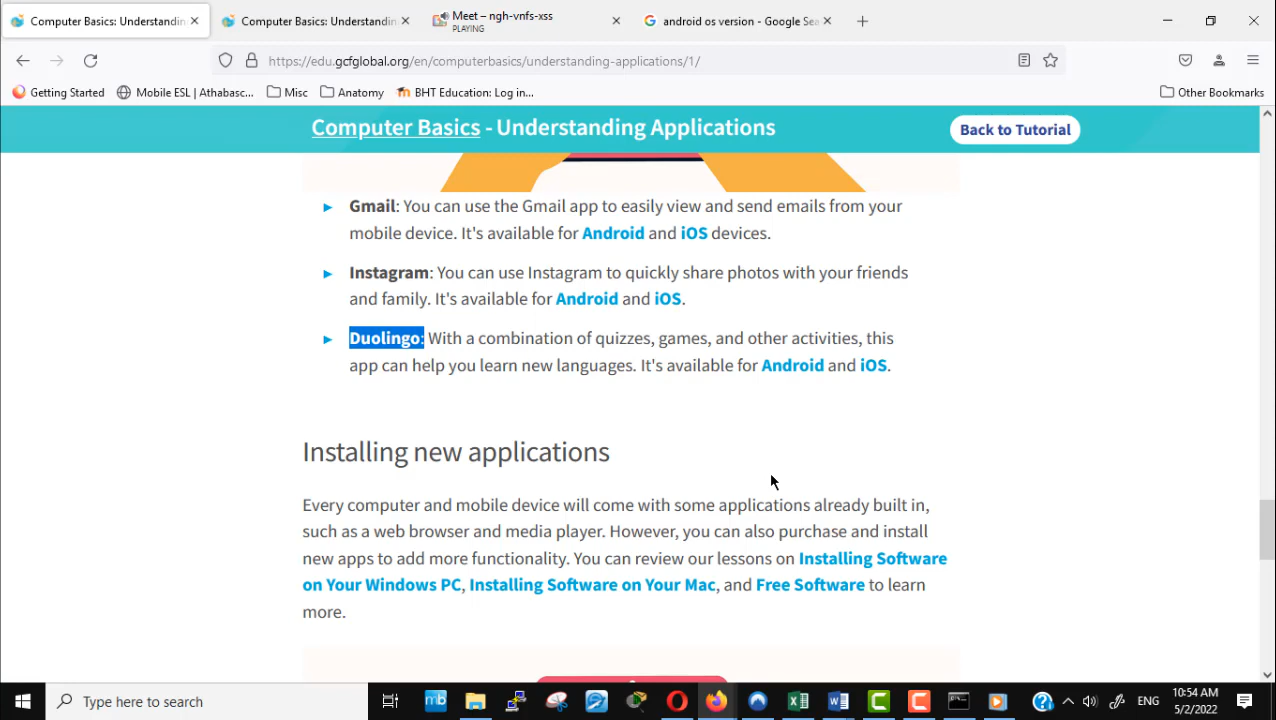 Computer Basics: Understandin
Computer Basics: Understanding
Meet – ngh-vnfs-xss
PLAYING
android os version - Google Sea
https://edu.gcfglobal.org/en/computerbasics/understanding-applications/1/
Getting Started
Mobile ESL | Athabasc...
Misc
Anatomy
BHT Education: Log in...
Other Bookmarks
Computer Basics - Understanding Applications
Back to Tutorial
Gmail: You can use the Gmail app to easily view and send emails from your
mobile device. It's available for Android and iOS devices.
Instagram: You can use Instagram to quickly share photos with your friends
and family. It's available for Android and iOS.
Duolingo: With a combination of quizzes, games, and other activities, this
app can help you learn new languages. It's available for Android and iOS.
Installing new applications
Every computer and mobile device will come with some applications already built in,
such as a web browser and media player. However, you can also purchase and install
new apps to add more functionality. You can review our lessons on Installing Software
on Your Windows PC, Installing Software on Your Mac, and Free Software to learn
more.
Type here to search
mb
ENG
10:54 AM
5/2/2022